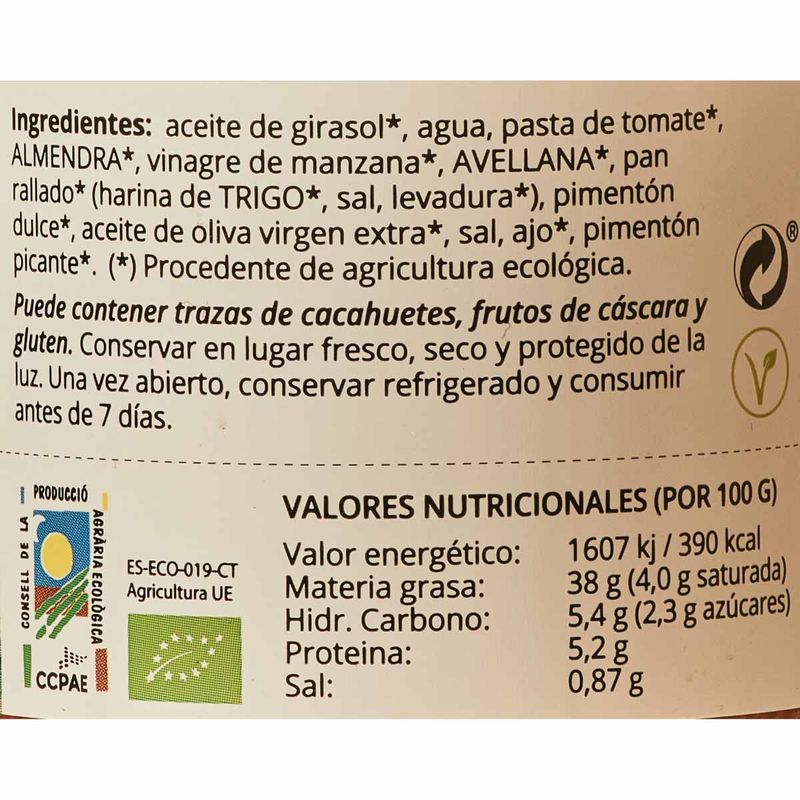 Ingredientes: aceite de girasol*, agua, pasta de tomate*,
ALMENDRA*, vinagre de manzana*, AVELLANA*, pan
rallado* (harina de TRIGO*, sal, levadura*), pimentón
dulce*, aceite de oliva virgen extra*, sal, ajo*, pimentón
picante*. (*) Procedente de agricultura ecológica.
Puede contener trazas de cacahuetes, frutos de cáscara y
gluten. Conservar en lugar fresco, seco y protegido de la
luz. Una vez abierto, conservar refrigerado y consumir
antes de 7 días.
®
CONSELL DE LA
PRODUCCIÓ
AGRÀRIA ECOLÒGICA
CCPAE
ES-ECO-019-CT
Agricultura UE
VALORES NUTRICIONALES (POR 100 G)
Valor energético: 1607 kj / 390 kcal
Materia grasa: 38 g (4,0 g saturada)
Hidr. Carbono: 5,4 g (2,3 g azúcares)
Proteina: 5,2 g
Sal: 0,87 g